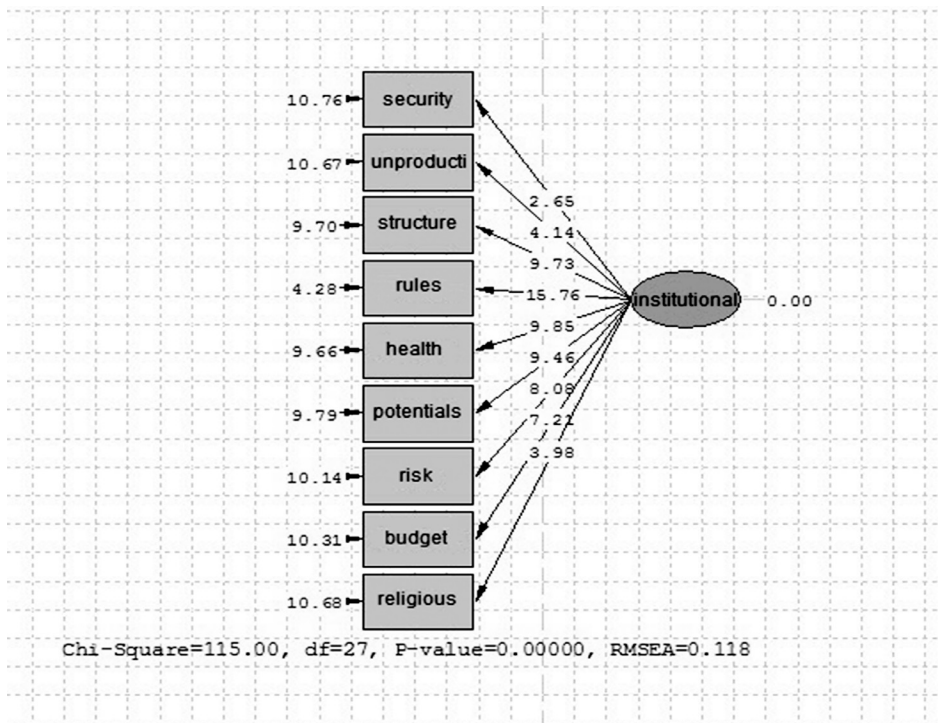 10.76 security
2.65
10.67 unproducti
4.14
9.70 structure
9.73
4.28 rules
15.76
institutional 0.00
9.85
9.66 health
9.46
8.08
9.79 potentials
7.21
3.98
10.14 risk
10.31 budget
10.68 religious
Chi-Square=115.00, df=27, P-value=0.00000, RMSEA=0.118